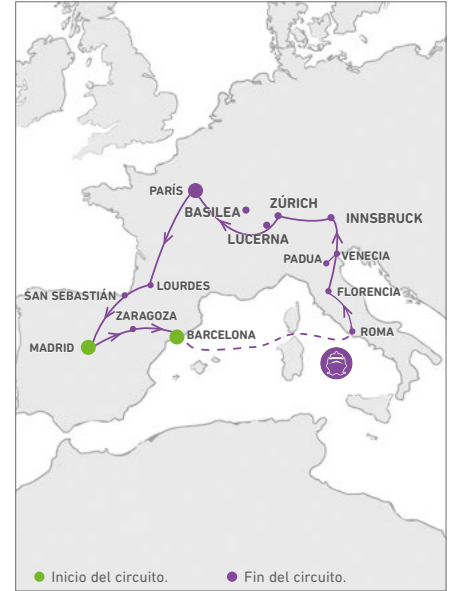 PARÍS
BASILEA
ZÚRICH
INNSBRUCK
LUCERNA
PADUA
VENECIA
LOURDES
SAN SEBASTIÁN
FLORENCIA
ZARAGOZA
MADRID
BARCELONA
ROMA
Inicio del circuito.
Fin del circuito.